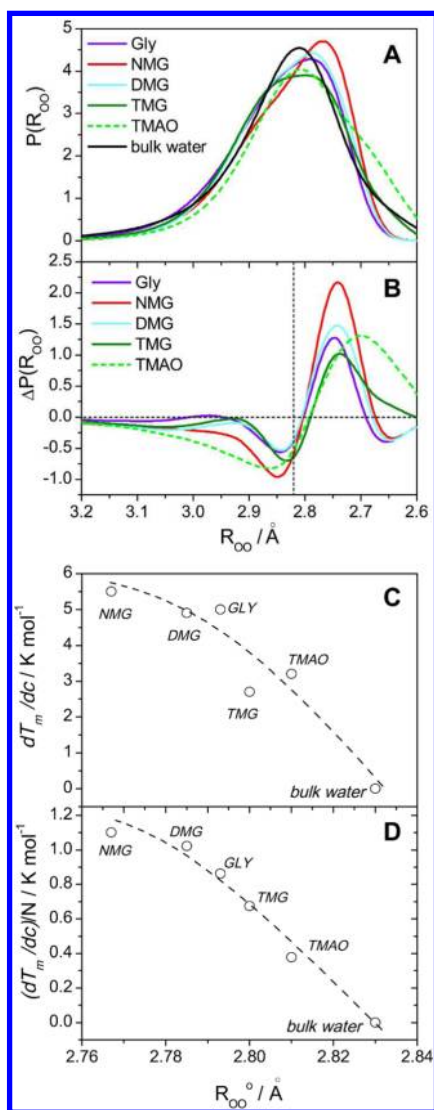 A
Gly
NMG
DMG
TMG
TMAO
bulk water
P(R_OO)
5
4
3
2
1
0
B
Gly
NMG
DMG
TMG
TMAO
ΔP(R_OO)
2.5
2.0
1.5
1.0
0.5
0.0
-0.5
-1.0
3.2 3.1 3.0 2.9 2.8 2.7 2.6
R_OO / Å
C
dT_m/dc / K mol⁻¹
6
5
4
3
2
1
0
NMG
DMG
GLY
TMG
TMAO
bulk water
D
(dT_m/dc)/N / K mol⁻¹
1.2
1.0
0.8
0.6
0.4
0.2
0.0
NMG
DMG
GLY
TMG
TMAO
bulk water
2.76 2.78 2.80 2.82 2.84
R_OO° / Å